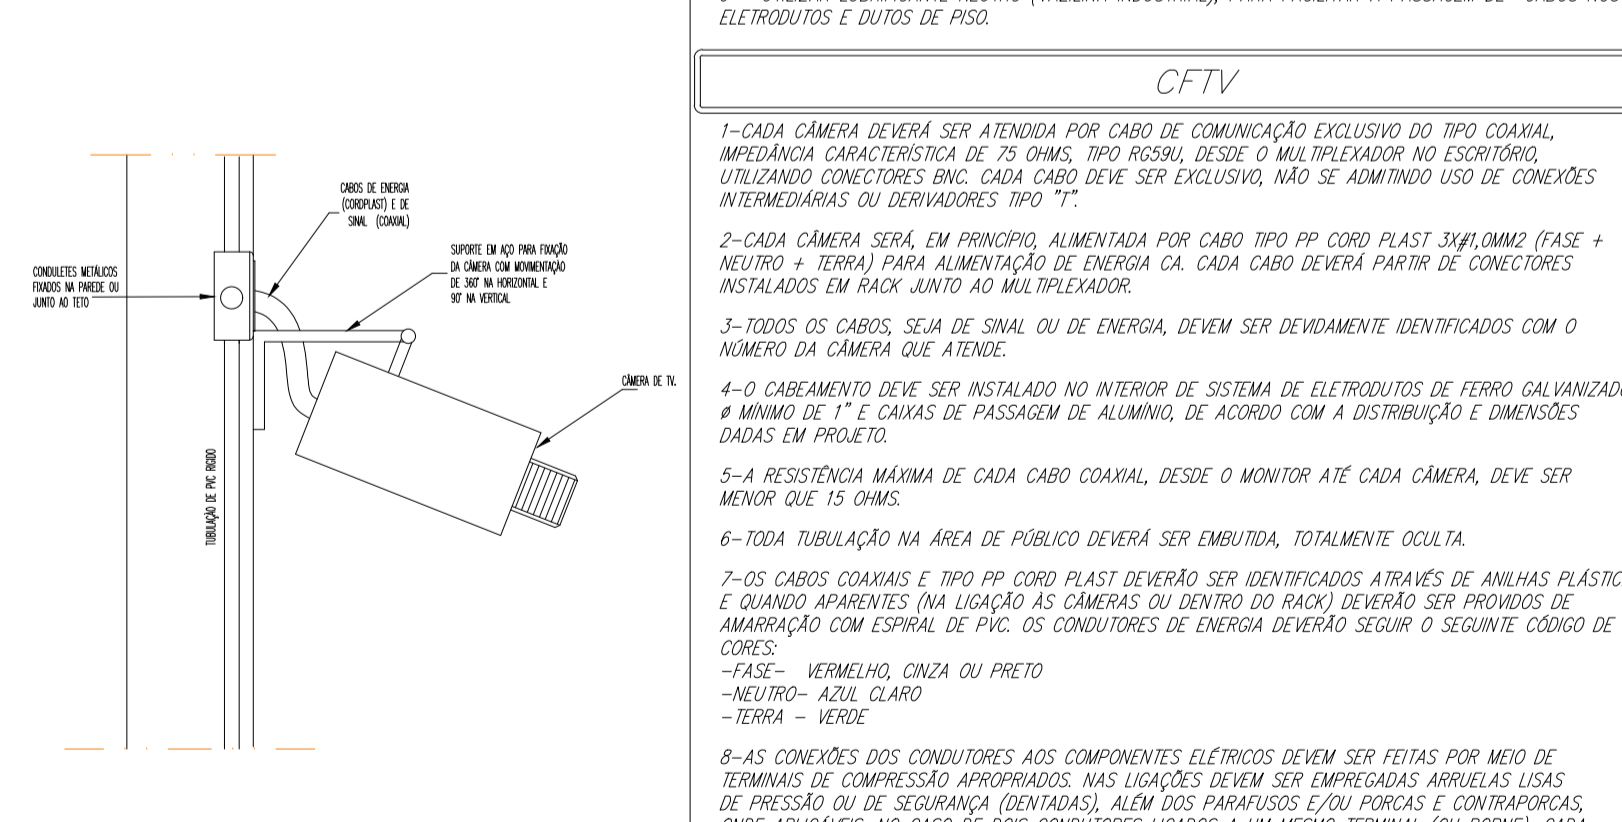 CABOS DE ENERGIA
(CORDPLAST) E DE
SINAL (COAXIAL)
SUPORTE EM AÇO PARA FIXAÇÃO
DA CÂMERA COM MOVIMENTAÇÃO
DE 360° NA HORIZONTAL E
90° NA VERTICAL
CONDULETES METÁLICOS
FIXADOS NA PAREDE OU
JUNTO AO TETO
CÂMERA DE TV.
TUBULAÇÃO DE PVC RIGIDO
ELETRODUTOS E DUTOS DE PISO.
CFTV
1-CADA CÂMERA DEVERÁ SER ATENDIDA POR CABO DE COMUNICAÇÃO EXCLUSIVO DO TIPO COAXIAL,
IMPEDÂNCIA CARACTERÍSTICA DE 75 OHMS, TIPO RG59U, DESDE O MULTIPLEXADOR NO ESCRITÓRIO,
UTILIZANDO CONECTORES BNC. CADA CABO DEVE SER EXCLUSIVO, NÃO SE ADMITINDO USO DE CONEXÕES
INTERMEDIÁRIAS OU DERIVADORES TIPO "T".
2-CADA CÂMERA SERÁ, EM PRINCÍPIO, ALIMENTADA POR CABO TIPO PP CORD PLAST 3X#1,0MM2 (FASE +
NEUTRO + TERRA) PARA ALIMENTAÇÃO DE ENERGIA CA. CADA CABO DEVERÁ PARTIR DE CONECTORES
INSTALADOS EM RACK JUNTO AO MULTIPLEXADOR.
3-TODOS OS CABOS, SEJA DE SINAL OU DE ENERGIA, DEVEM SER DEVIDAMENTE IDENTIFICADOS COM O
NÚMERO DA CÂMERA QUE ATENDE.
4-O CABEAMENTO DEVE SER INSTALADO NO INTERIOR DE SISTEMA DE ELETRODUTOS DE FERRO GALVANIZAD
Ø MÍNIMO DE 1" E CAIXAS DE PASSAGEM DE ALUMÍNIO, DE ACORDO COM A DISTRIBUIÇÃO E DIMENSÕES
DADAS EM PROJETO.
5-A RESISTÊNCIA MÁXIMA DE CADA CABO COAXIAL, DESDE O MONITOR ATÉ CADA CÂMERA, DEVE SER
MENOR QUE 15 OHMS.
6-TODA TUBULAÇÃO NA ÁREA DE PÚBLICO DEVERÁ SER EMBUTIDA, TOTALMENTE OCULTA.
7-OS CABOS COAXIAIS E TIPO PP CORD PLAST DEVERÃO SER IDENTIFICADOS ATRAVÉS DE ANILHAS PLÁSTIC
E QUANDO APARENTES (NA LIGAÇÃO ÀS CÂMERAS OU DENTRO DO RACK) DEVERÃO SER PROVIDOS DE
AMARRAÇÃO COM ESPIRAL DE PVC. OS CONDUTORES DE ENERGIA DEVERÃO SEGUIR O SEGUINTE CÓDIGO DE
CORES:
-FASE- VERMELHO, CINZA OU PRETO
-NEUTRO- AZUL CLARO
-TERRA - VERDE
8-AS CONEXÕES DOS CONDUTORES AOS COMPONENTES ELÉTRICOS DEVEM SER FEITAS POR MEIO DE
TERMINAIS DE COMPRESSÃO APROPRIADOS. NAS LIGAÇÕES DEVEM SER EMPREGADAS ARRUELAS LISAS
DE PRESSÃO OU DE SEGURANÇA (DENTADAS), ALÉM DOS PARAFUSOS E/OU PORCAS E CONTRAPORCAS,